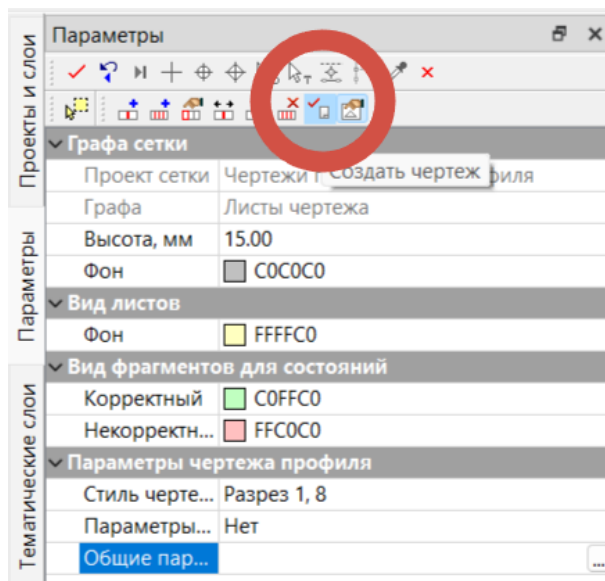 Параметры
Проекты и слои
Графа сетки
Проект сетки Чертежи
Создать чертеж
филя
Графа Листы чертежа
Высота, мм 15.00
Фон C0C0C0
Параметры
Вид листов
Фон FFFFC0
Вид фрагментов для состояний
Корректный C0FFC0
Некорректн... FFC0C0
Тематические слои
Параметры чертежа профиля
Стиль черте... Разрез 1, 8
Параметры... Нет
Общие пар... ...